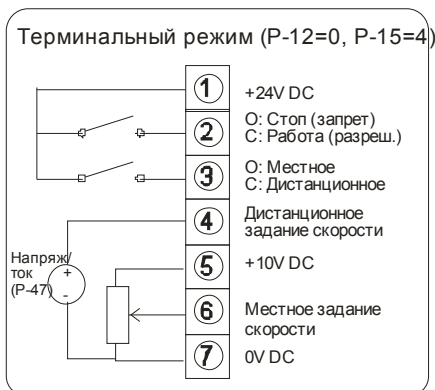 Терминальный режим (P-12=0, P-15=4)
1
+24V DC
2
О: Стоп (запрет)
С: Работа (разреш.)
3
О: Местное
С: Дистанционное
4
Дистанционное
задание скорости
Напряж/
ток
(P-47)
+
-
5
+10V DC
6
Местное задание
скорости
7
0V DC